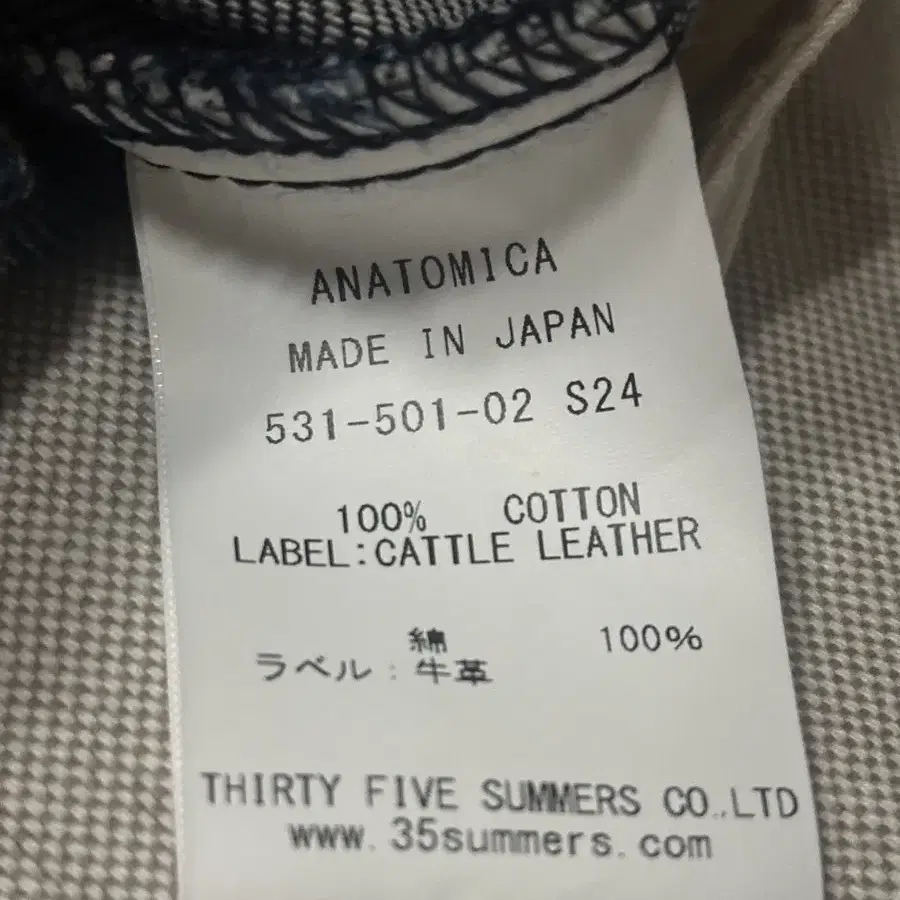 ANATOMICA
MADE IN JAPAN
531-501-02 S24
100% COTTON
LABEL:CATTLE LEATHER
綿 100%
ラベル:牛革
THIRTY FIVE SUMMERS CO.,LTD
www.35summers.com